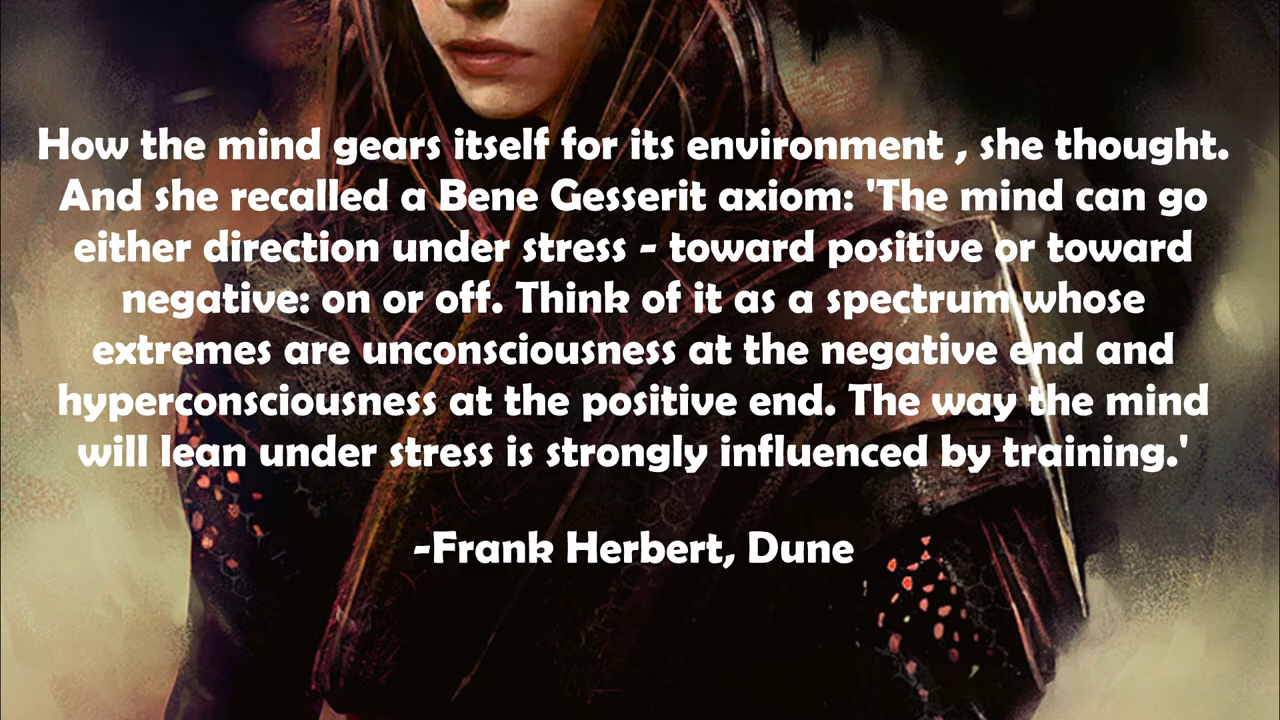 How the mind gears itself for its environment , she thought.
And she recalled a Bene Gesserit axiom: 'The mind can go
either direction under stress - toward positive or toward
negative: on or off. Think of it as a spectrum whose
extremes are unconsciousness at the negative end and
hyperconsciousness at the positive end. The way the mind
will lean under stress is strongly influenced by training.'
-Frank Herbert, Dune